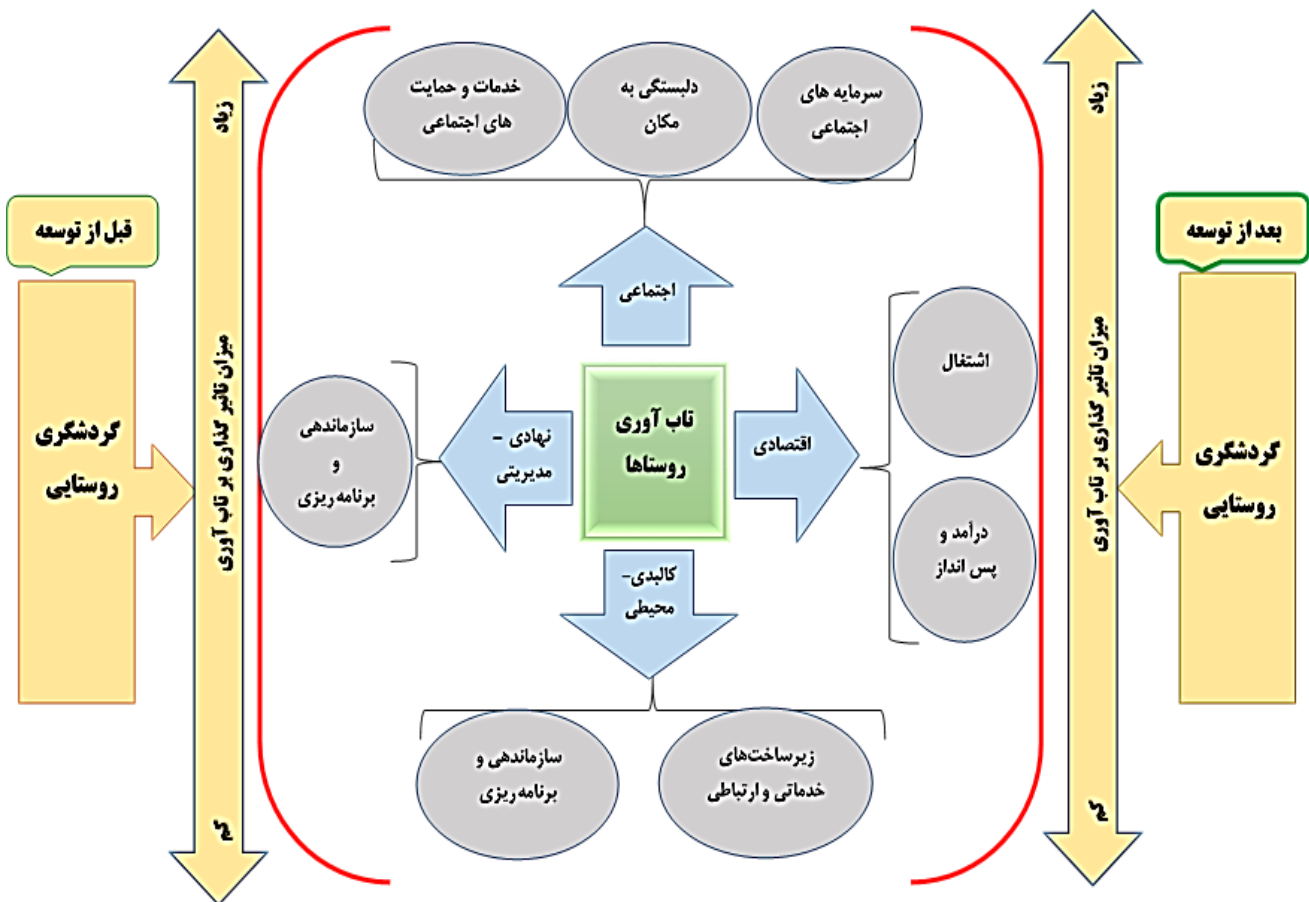 زیاد
میزان تاثیر گذاری بر تاب آوری
کم
بعد از توسعه
گردشگری
روستایی
سرمایه های
اجتماعی
دلبستگی به
مکان
خدمات و حمایت
های اجتماعی
اجتماعی
اشتغال
درآمد و
پس انداز
اقتصادی
تاب آوری
روستاها
نهادی -
مدیریتی
سازماندهی
و
برنامه ریزی
کالبدی-
محیطی
زیرساخت‌های
خدماتی و ارتباطی
سازماندهی و
برنامه ریزی
زیاد
میزان تاثیر گذاری بر تاب آوری
کم
قبل از توسعه
گردشگری
روستایی